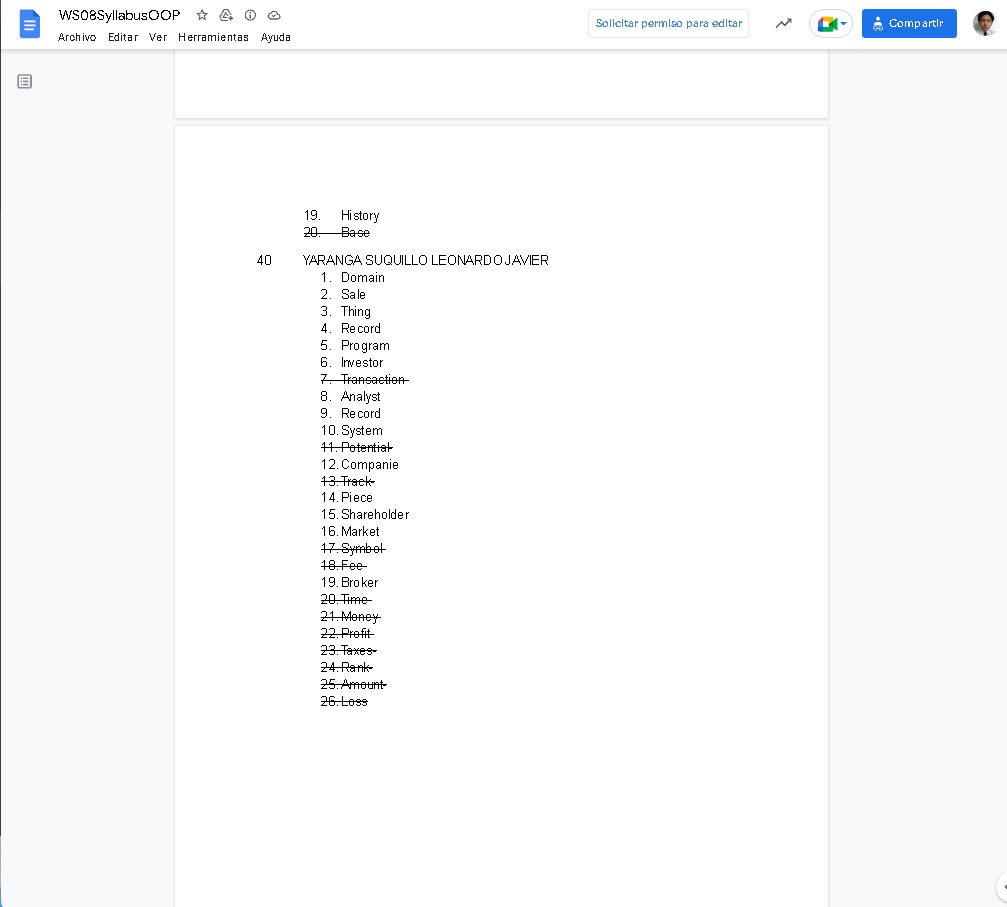 WS08SyllabusOOP
Archivo Editar Ver Herramientas Ayuda
Solicitar permiso para editar
Compartir
19. History
20. Base
40 YARANGA SUQUILLO LEONARDO JAVIER
1. Domain
2. Sale
3. Thing
4. Record
5. Program
6. Investor
7. Transaction
8. Analyst
9. Record
10. System
11. Potential
12. Companie
13. Track
14. Piece
15. Shareholder
16. Market
17. Symbol
18. Fee
19. Broker
20. Time
21. Money
22. Profit
23. Taxes
24. Rank
25. Amount
26. Loss